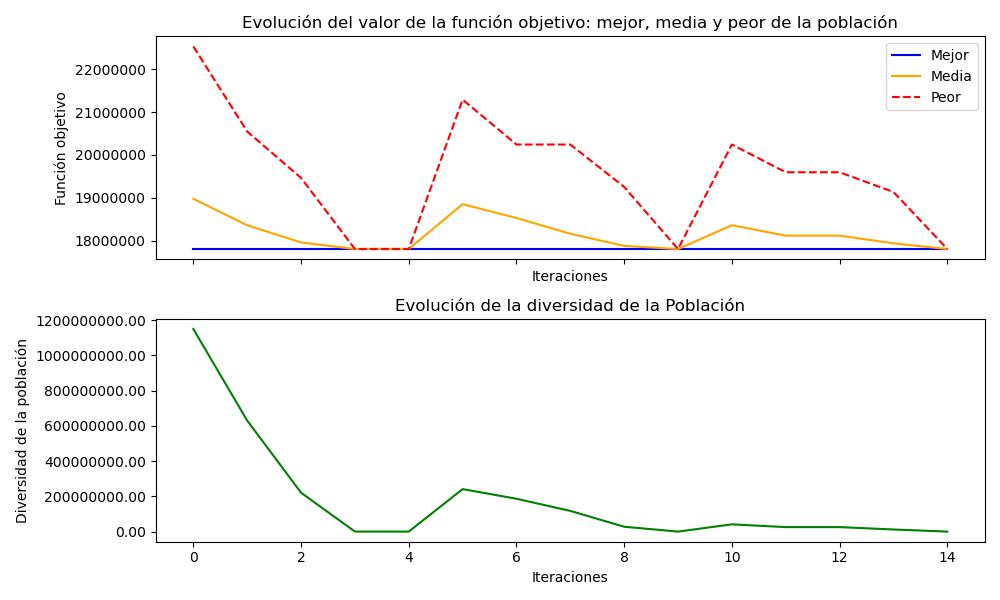 Evolución del valor de la función objetivo: mejor, media y peor de la población
Función objetivo
22000000
21000000
20000000
19000000
18000000
Mejor
Media
Peor
Iteraciones
Evolución de la diversidad de la Población
Diversidad de la población
1200000000.00
1000000000.00
800000000.00
600000000.00
400000000.00
200000000.00
0.00
0 2 4 6 8 10 12 14
Iteraciones